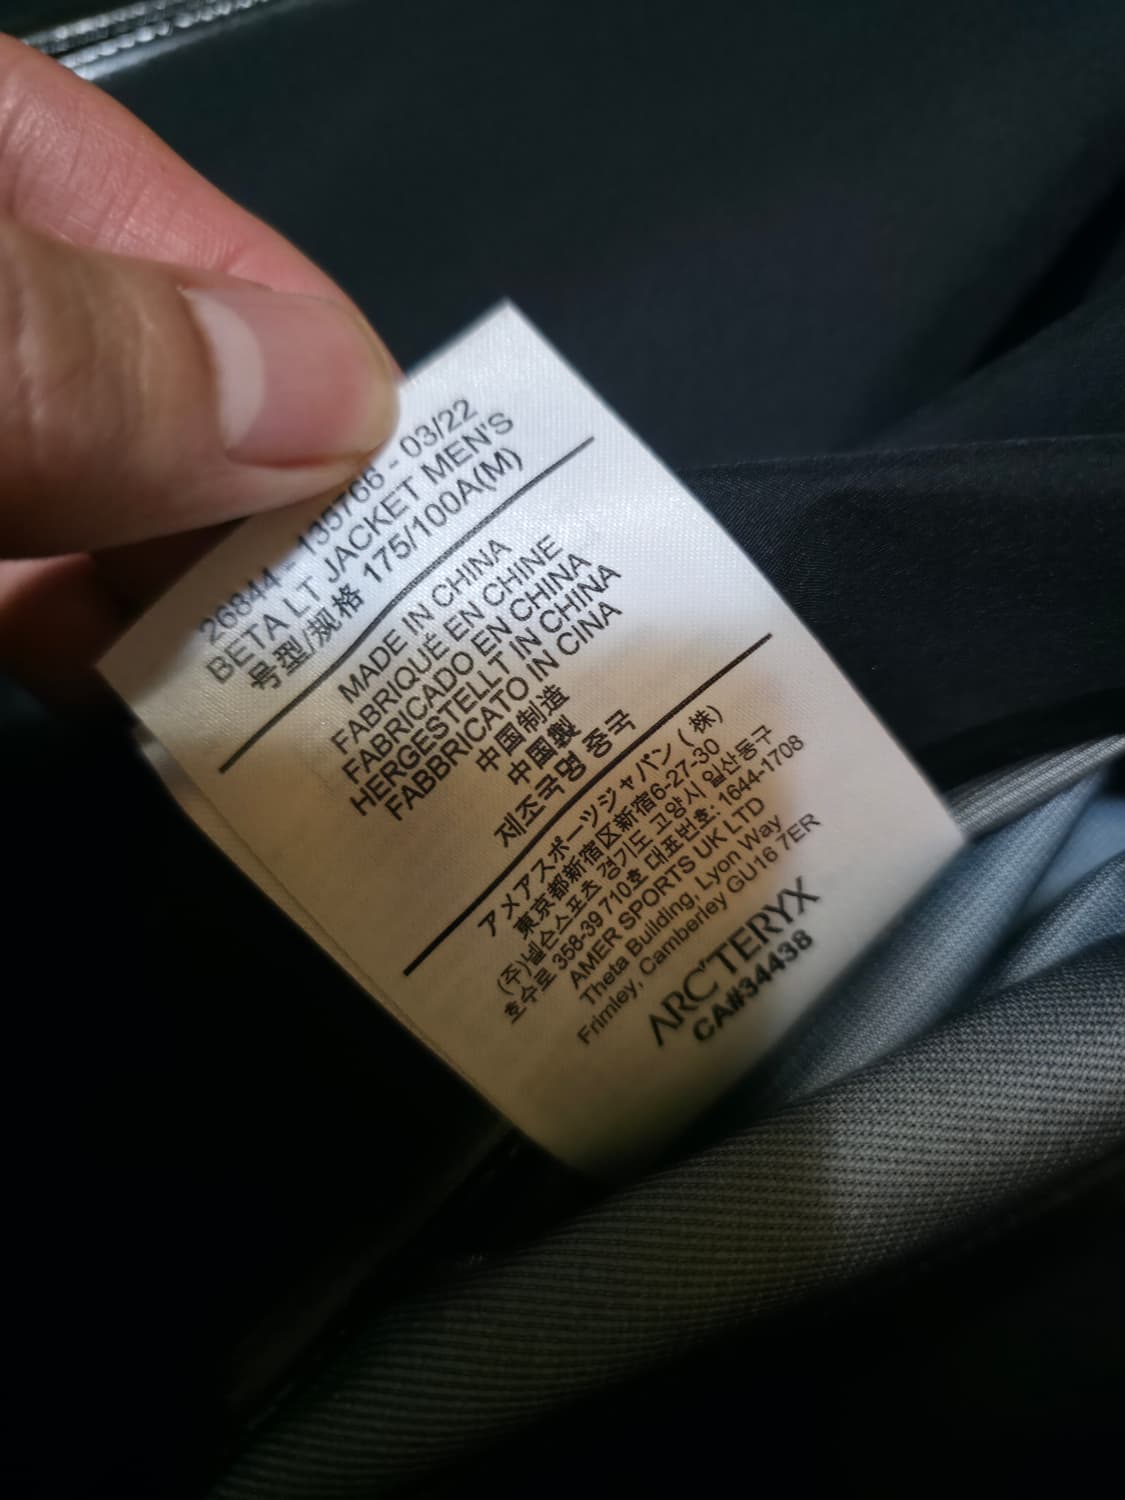 26844 - 135766 - 03/22
BETA LT JACKET MEN'S
号型/规格 175/100A(M)
MADE IN CHINA
FABRIQUÉ EN CHINE
FABRICADO EN CHINA
HERGESTELLT IN CHINA
FABBRICATO IN CINA
中国制造
中国製
제조국명 중국
アメアスポーツジャパン(株)
東京都新宿区新宿6-27-30
(주)넬슨스포츠 경기도 고양시 일산동구
호수로 358-39 710호 대표번호: 1644-1708
AMER SPORTS UK LTD
Theta Building, Lyon Way
Frimley, Camberley GU16 7ER
ARC'TERYX
CA#34438